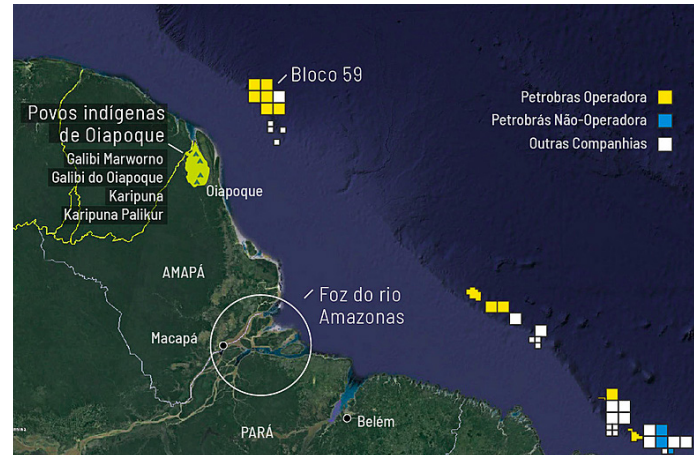 Bloco 59
Povos indígenas
de Oiapoque
Galibi Marworno
Galibi do Oiapoque
Karipuna
Karipuna Palikur
Oiapoque
Petrobras Operadora
Petrobrás Não-Operadora
Outras Companhias
AMAPÁ
Foz do rio
Amazonas
Macapá
PARÁ
Belém